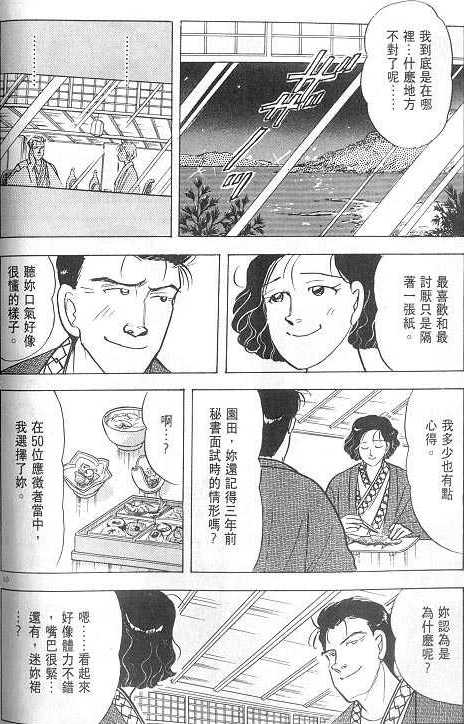 我到底是在哪
裡…什麼地方
不對了呢……
………
………
最喜歡和最
討厭只是隔
著一張紙。
聽妳口氣好像
很懂的樣子。
我多少也有點
心得。
園田，妳還記得三年前
秘書面試時的情形嗎？
啊…？
在50位應徵者當中，
我選擇了妳。
妳認為是
為什麼呢？
嗯……看起來
好像體力不錯
，嘴巴很緊…
還有，迷妳裙
…？